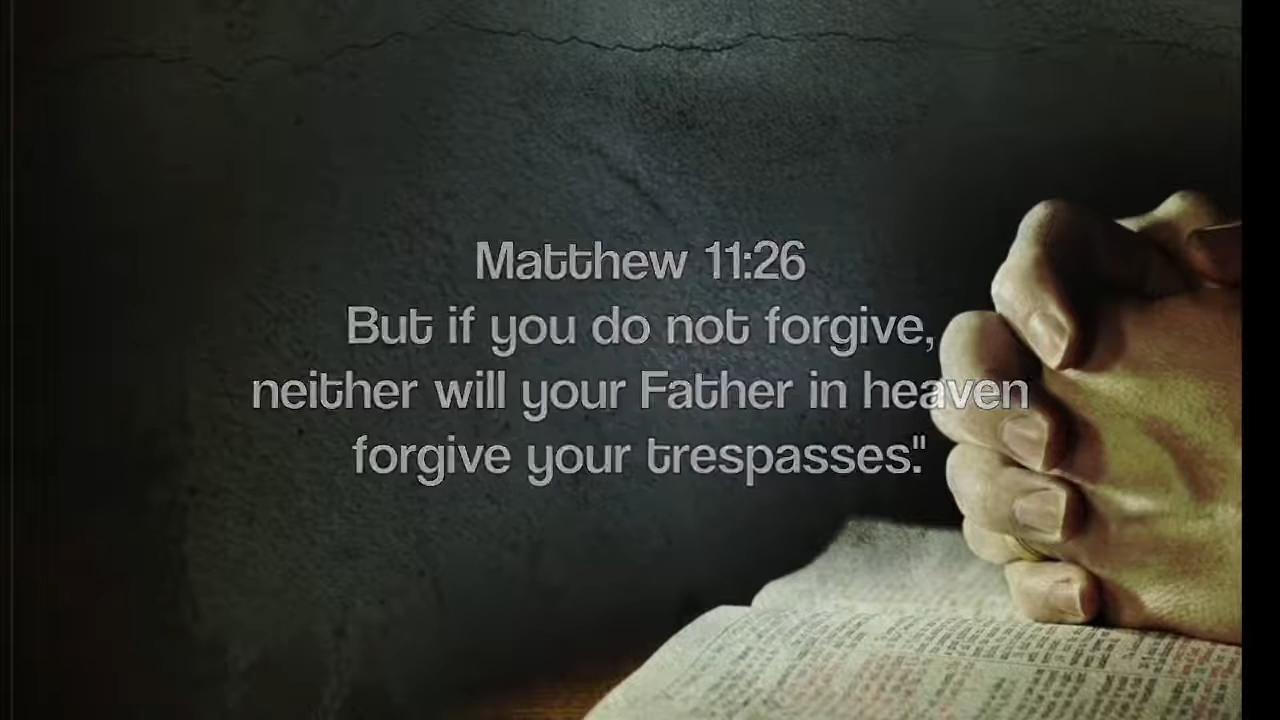 Matthew 11:26
But if you do not forgive,
neither will your Father in heaven
forgive your trespasses."